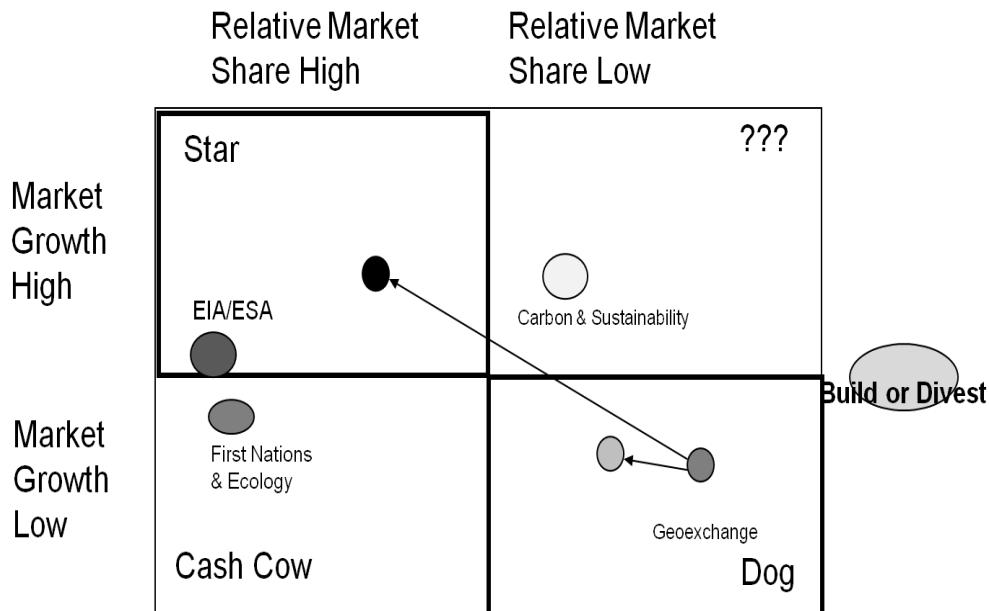 Relative Market
Share High
Relative Market
Share Low
Star
???
Market
Growth
High
EIA/ESA
Carbon & Sustainability
Build or Divest
Market
Growth
Low
First Nations
& Ecology
Geoexchange
Cash Cow
Dog